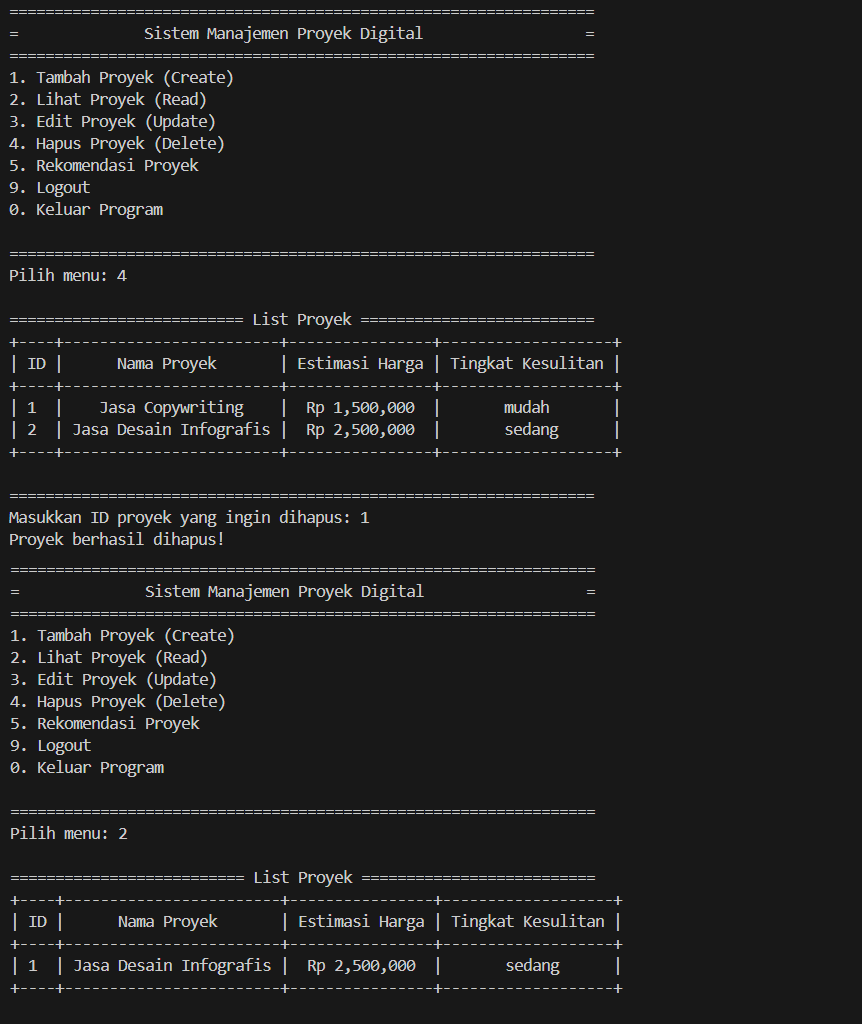 =================================================================
=              Sistem Manajemen Proyek Digital                  =
=================================================================
1. Tambah Proyek (Create)
2. Lihat Proyek (Read)
3. Edit Proyek (Update)
4. Hapus Proyek (Delete)
5. Rekomendasi Proyek
9. Logout
0. Keluar Program

=================================================================
Pilih menu: 4

========================== List Proyek ==========================
+----+------------------------+----------------+-------------------+
| ID |      Nama Proyek       | Estimasi Harga | Tingkat Kesulitan |
+----+------------------------+----------------+-------------------+
| 1  |    Jasa Copywriting    |  Rp 1,500,000  |       mudah       |
| 2  | Jasa Desain Infografis |  Rp 2,500,000  |       sedang      |
+----+------------------------+----------------+-------------------+

=================================================================
Masukkan ID proyek yang ingin dihapus: 1
Proyek berhasil dihapus!
=================================================================
=              Sistem Manajemen Proyek Digital                  =
=================================================================
1. Tambah Proyek (Create)
2. Lihat Proyek (Read)
3. Edit Proyek (Update)
4. Hapus Proyek (Delete)
5. Rekomendasi Proyek
9. Logout
0. Keluar Program

=================================================================
Pilih menu: 2

========================== List Proyek ==========================
+----+------------------------+----------------+-------------------+
| ID |      Nama Proyek       | Estimasi Harga | Tingkat Kesulitan |
+----+------------------------+----------------+-------------------+
| 1  | Jasa Desain Infografis |  Rp 2,500,000  |       sedang      |
+----+------------------------+----------------+-------------------+